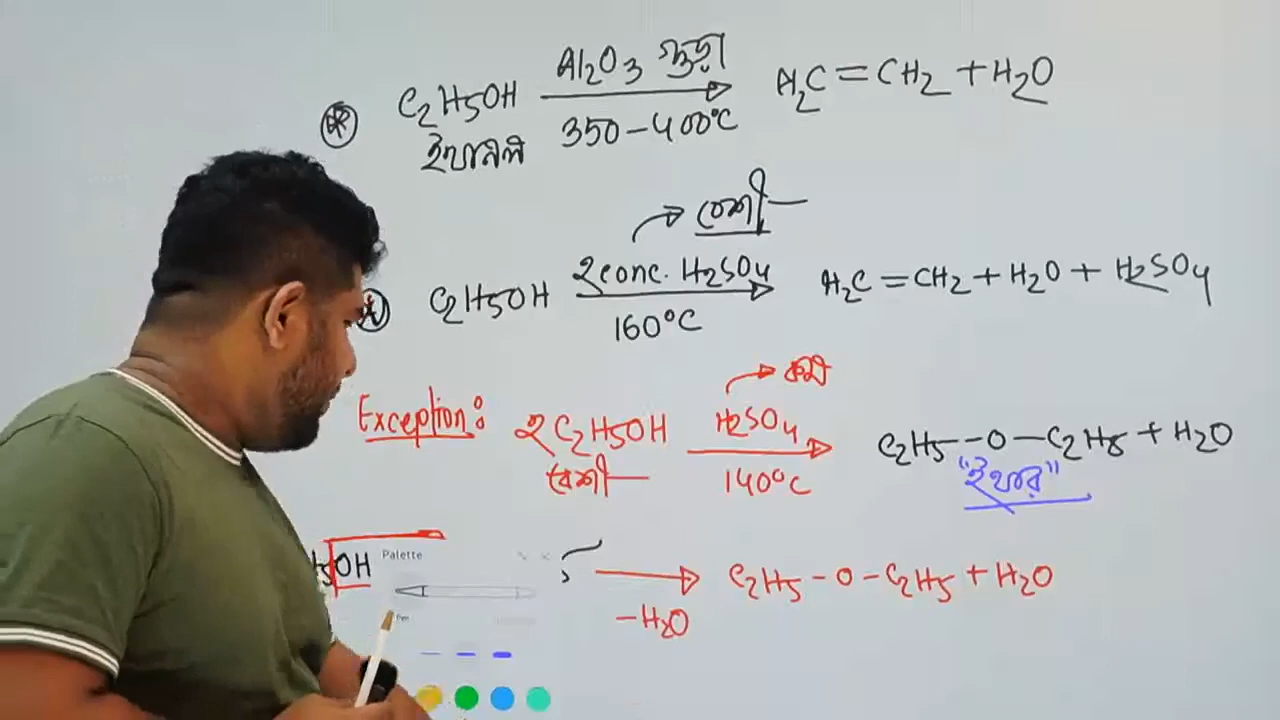 Al₂O₃ গুড়া
C₂H₅OH → H₂C=CH₂ + H₂O
350-400°C
ইথানল
বেশী
2conc. H₂SO₄
C₂H₅OH → H₂C=CH₂ + H₂O + H₂SO₄
160°C
কম
Exception: 2C₂H₅OH H₂SO₄ → C₂H₅-O-C₂H₅ + H₂O
বেশী 140°C "ইথার"
OH Palette → C₂H₅-O-C₂H₅ + H₂O
-H₂O
Pen